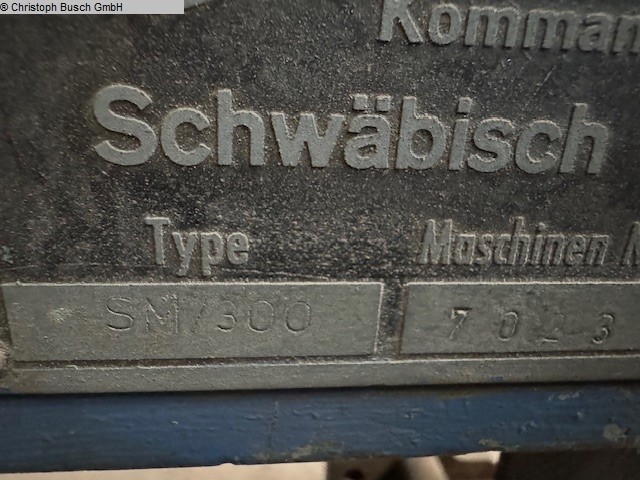 © Christoph Busch GmbH
Komman
Schwäbisch
Type Maschinen N
SM/300 7023